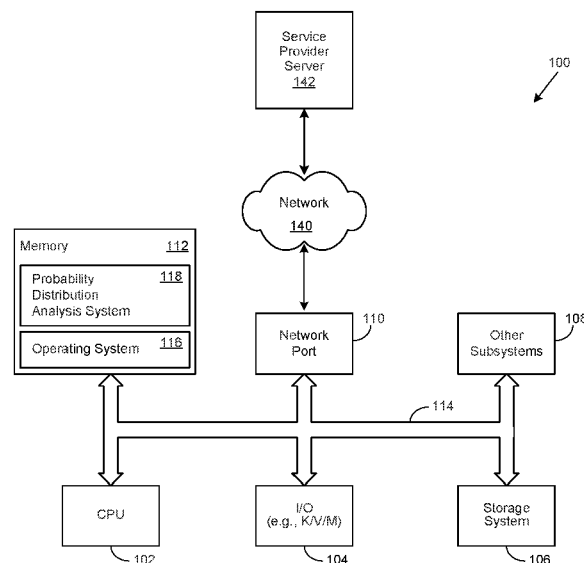 Service
Provider
Server
142
100
Network
140
Memory 112
Probability 118
Distribution
Analysis System
Operating System 116
Network
Port
110
Other
Subsystems
108
114
CPU
102
I/O
(e.g., K/V/M)
104
Storage
System
106